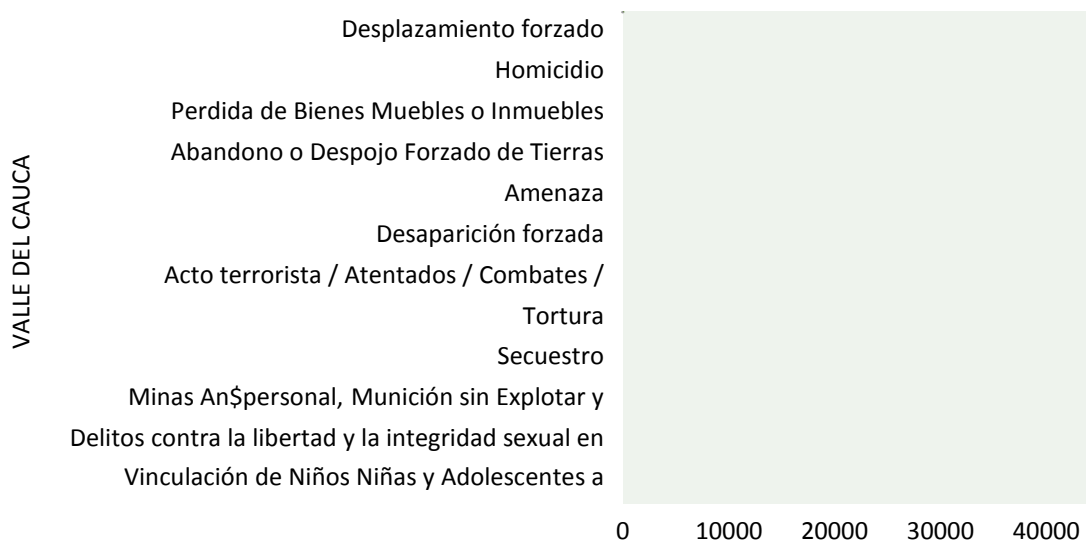 VALLE DEL CAUCA
Desplazamiento forzado
Homicidio
Perdida de Bienes Muebles o Inmuebles
Abandono o Despojo Forzado de Tierras
Amenaza
Desaparición forzada
Acto terrorista / Atentados / Combates /
Tortura
Secuestro
Minas An$personal, Munición sin Explotar y
Delitos contra la libertad y la integridad sexual en
Vinculación de Niños Niñas y Adolescentes a
0 10000 20000 30000 40000